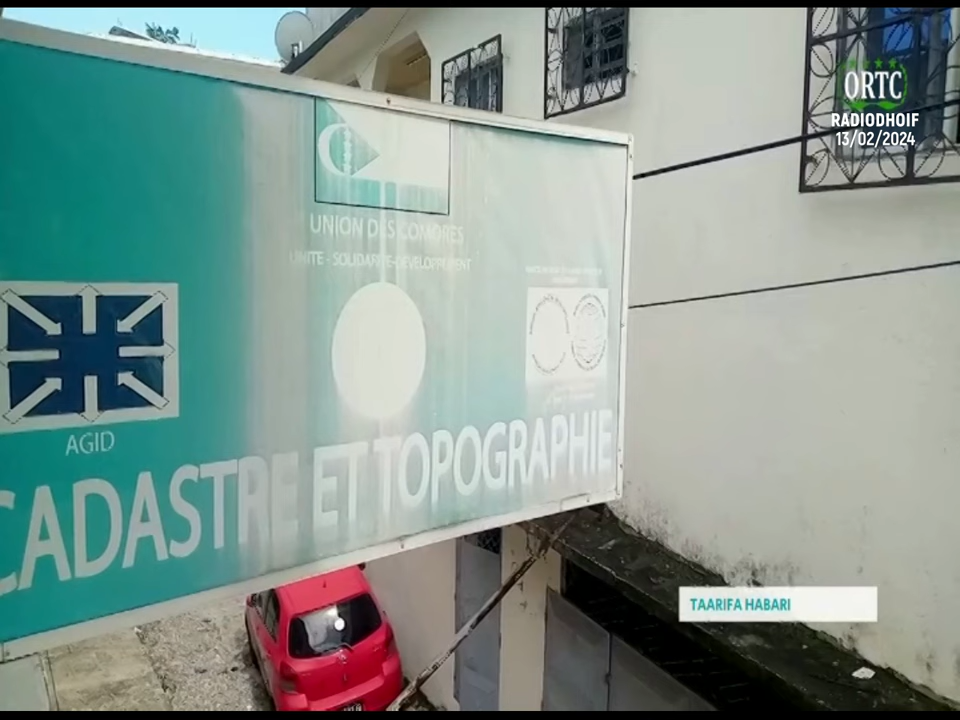 ORTC
RADIODHOIF
13/02/2024
UNION DES COMORES
UNITE - SOLIDARITE - DEVELOPPEMENT
AGID
CADASTRE ET TOPOGRAPHIE
TAARIFA HABARI